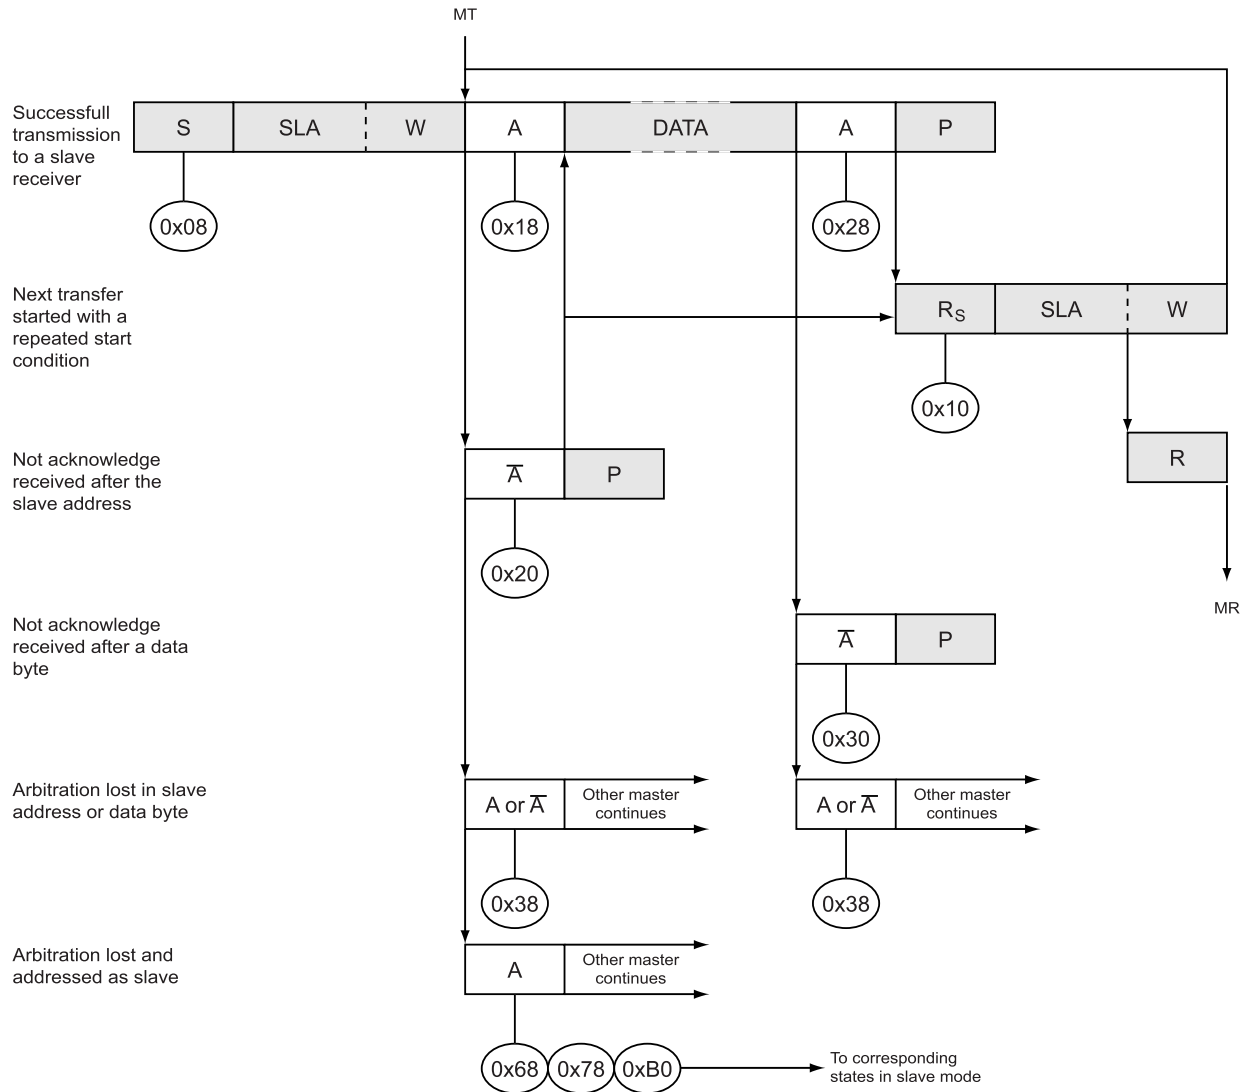 MT
Successfull
transmission
to a slave
receiver
S
SLA
W
A
DATA
A
P
0x08
0x18
0x28
Next transfer
started with a
repeated start
condition
R_S
SLA
W
0x10
Not acknowledge
received after the
slave address
A̅
P
R
0x20
MR
Not acknowledge
received after a data
byte
A̅
P
0x30
Arbitration lost in slave
address or data byte
A or A̅
Other master
continues
A or A̅
Other master
continues
0x38
0x38
Arbitration lost and
addressed as slave
A
Other master
continues
0x68
0x78
0xB0
To corresponding
states in slave mode